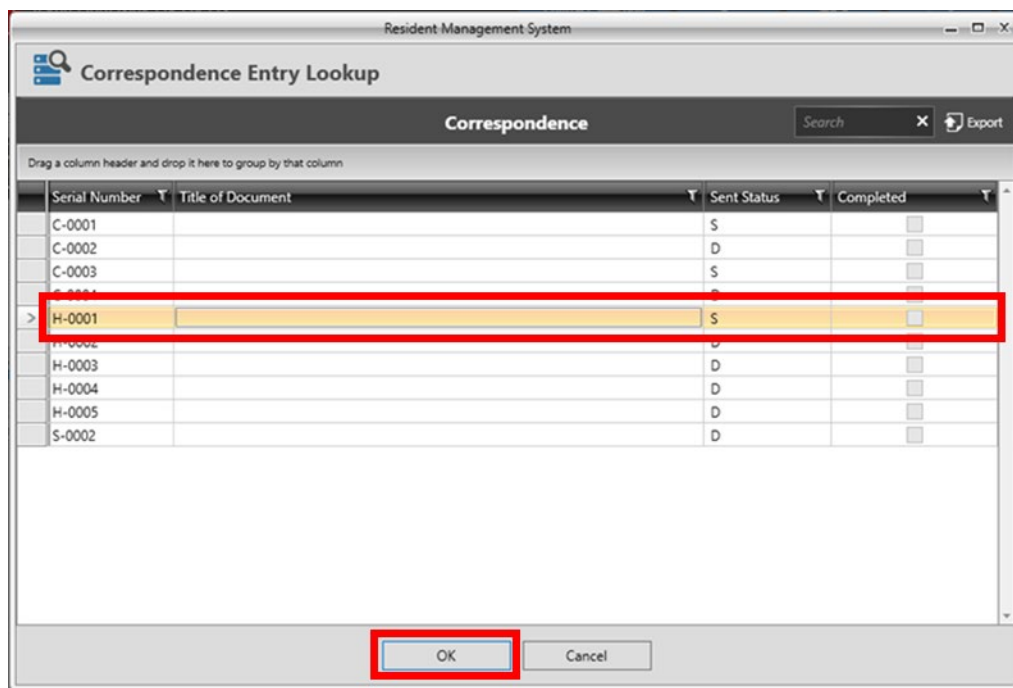 Resident Management System
Correspondence Entry Lookup
Correspondence
Search
Export
Drag a column header and drop it here to group by that column
Serial Number Title of Document Sent Status Completed
C-0001 S
C-0002 D
C-0003 S
H-0001 S
H-0002 D
H-0003 D
H-0004 D
H-0005 D
S-0002 D
OK Cancel